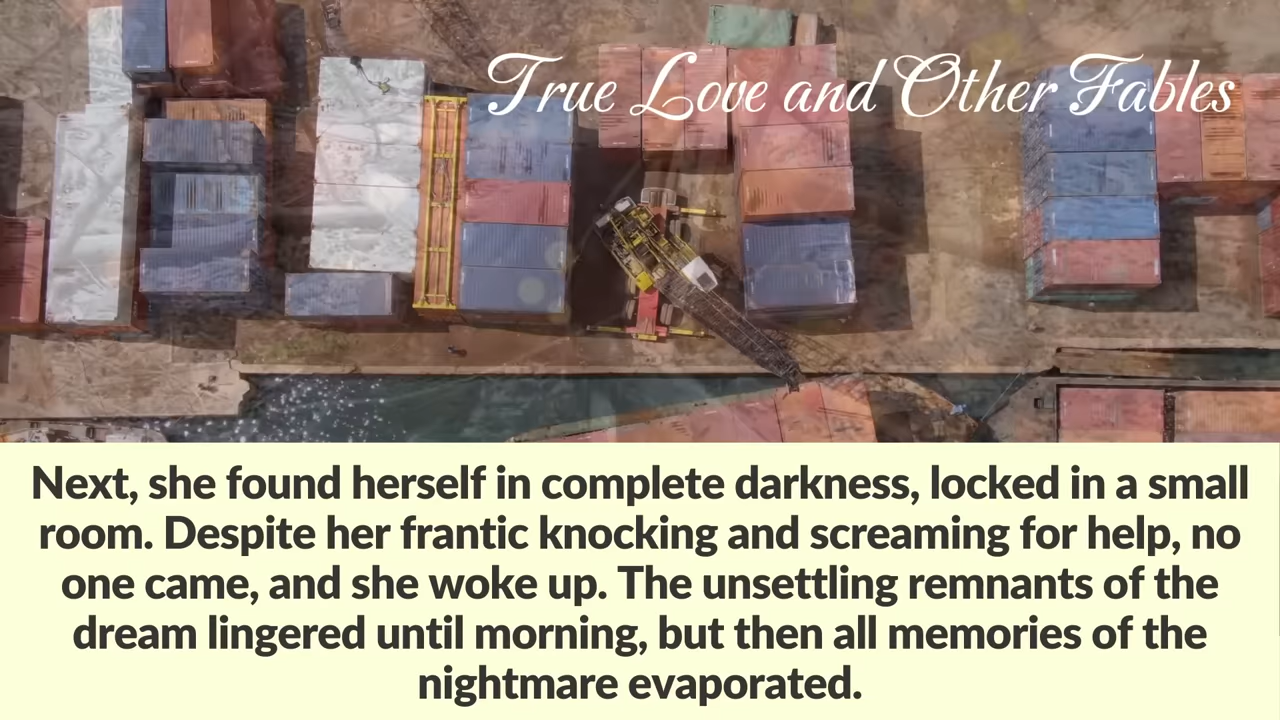 True Love and Other Fables
Next, she found herself in complete darkness, locked in a small
room. Despite her frantic knocking and screaming for help, no
one came, and she woke up. The unsettling remnants of the
dream lingered until morning, but then all memories of the
nightmare evaporated.